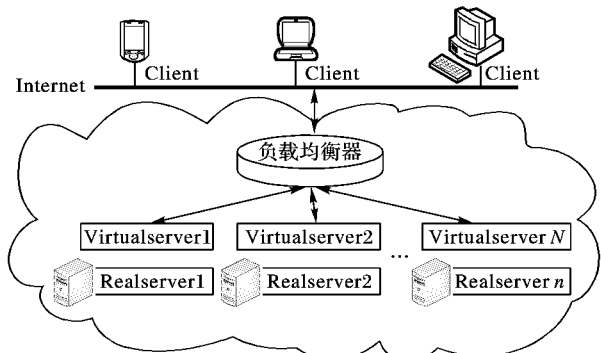 Client
Client
Client
Internet
负载均衡器
Virtualserver1
Virtualserver2
Virtualserver N
...
Realserver1
Realserver2
Realserver n